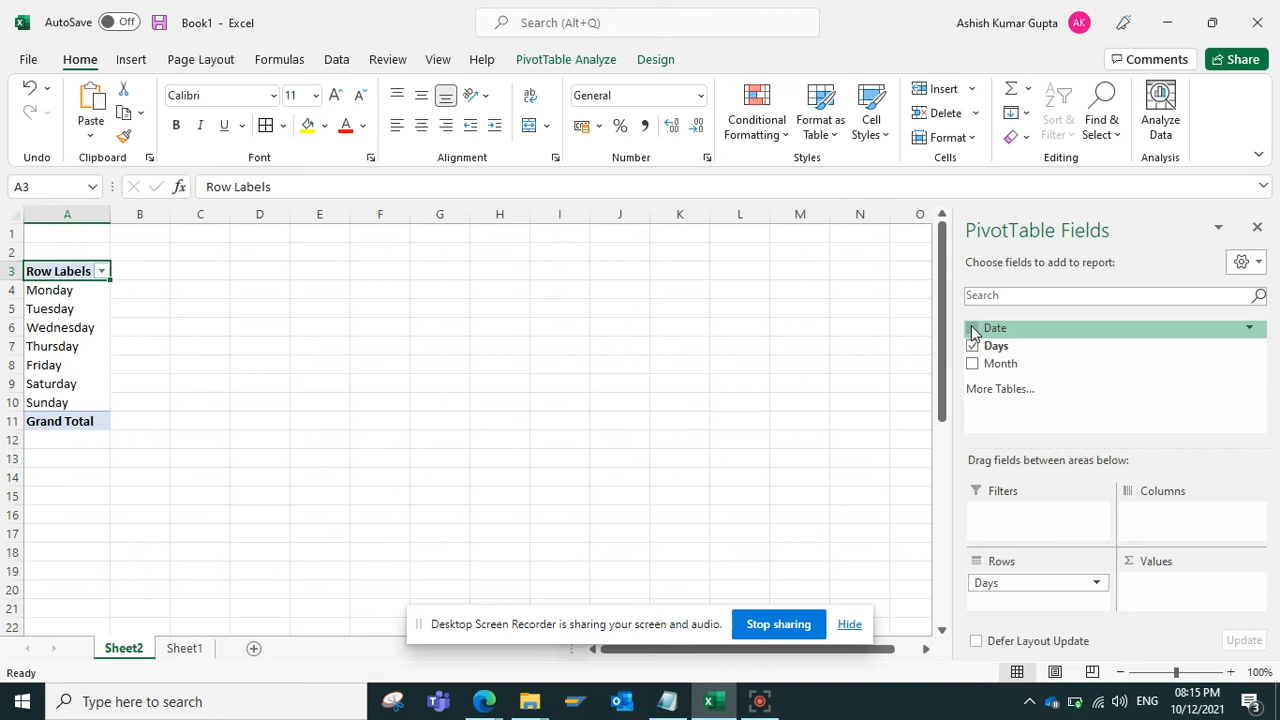 AutoSave Off Book1 - Excel Search (Alt+Q) Ashish Kumar Gupta AK
File Home Insert Page Layout Formulas Data Review View Help PivotTable Analyze Design Comments Share
Calibri 11 General Insert
Paste Conditional Formatting Format as Table Cell Styles Delete Sort & Filter Find & Select Analyze Data
B I U Format
Undo Clipboard Font Alignment Number Styles Cells Editing Analysis
A3 fx Row Labels
A B C D E F G H I J K L M N O
1
2
3 Row Labels
4 Monday
5 Tuesday
6 Wednesday
7 Thursday
8 Friday
9 Saturday
10 Sunday
11 Grand Total
12
13
14
15
16
17
18
19
20
21
22
PivotTable Fields
Choose fields to add to report:
Search
Date
Days
Month
More Tables...
Drag fields between areas below:
Filters Columns
Rows Values
Days
Defer Layout Update Update
Desktop Screen Recorder is sharing your screen and audio. Stop sharing Hide
Sheet2 Sheet1
Ready 100%
Type here to search ENG 08:15 PM
10/12/2021 3